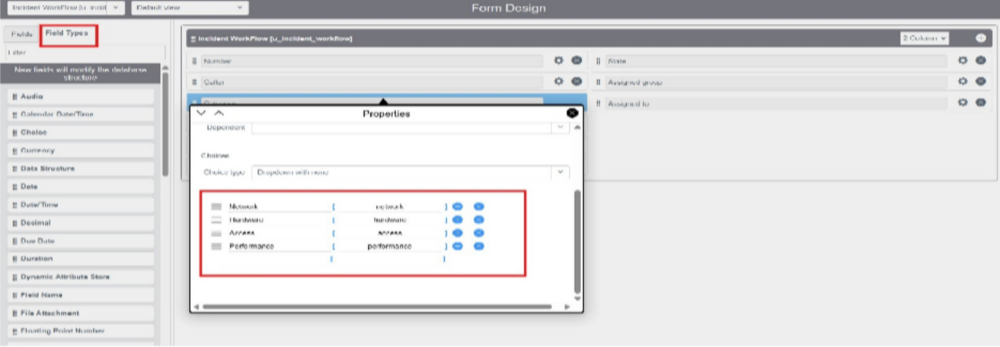 Incident WorkFlow [u_incid
Default view
Form Design
Fields
Field Types
Filter
New fields will modify the database
structure
Audio
Calendar Date/Time
Choice
Currency
Data Structure
Date
Date/Time
Decimal
Due Date
Duration
Dynamic Attribute Store
Field Name
File Attachment
Floating Point Number
Incident WorkFlow [u_incident_workflow]
2 Column
Number
State
Caller
Assigned group
Assigned to
Properties
Dependent
Choices
Choice type
Dropdown with none
Network [ network ]
Hardware [ hardware ]
Access [ access ]
Performance [ performance ]
[ ]